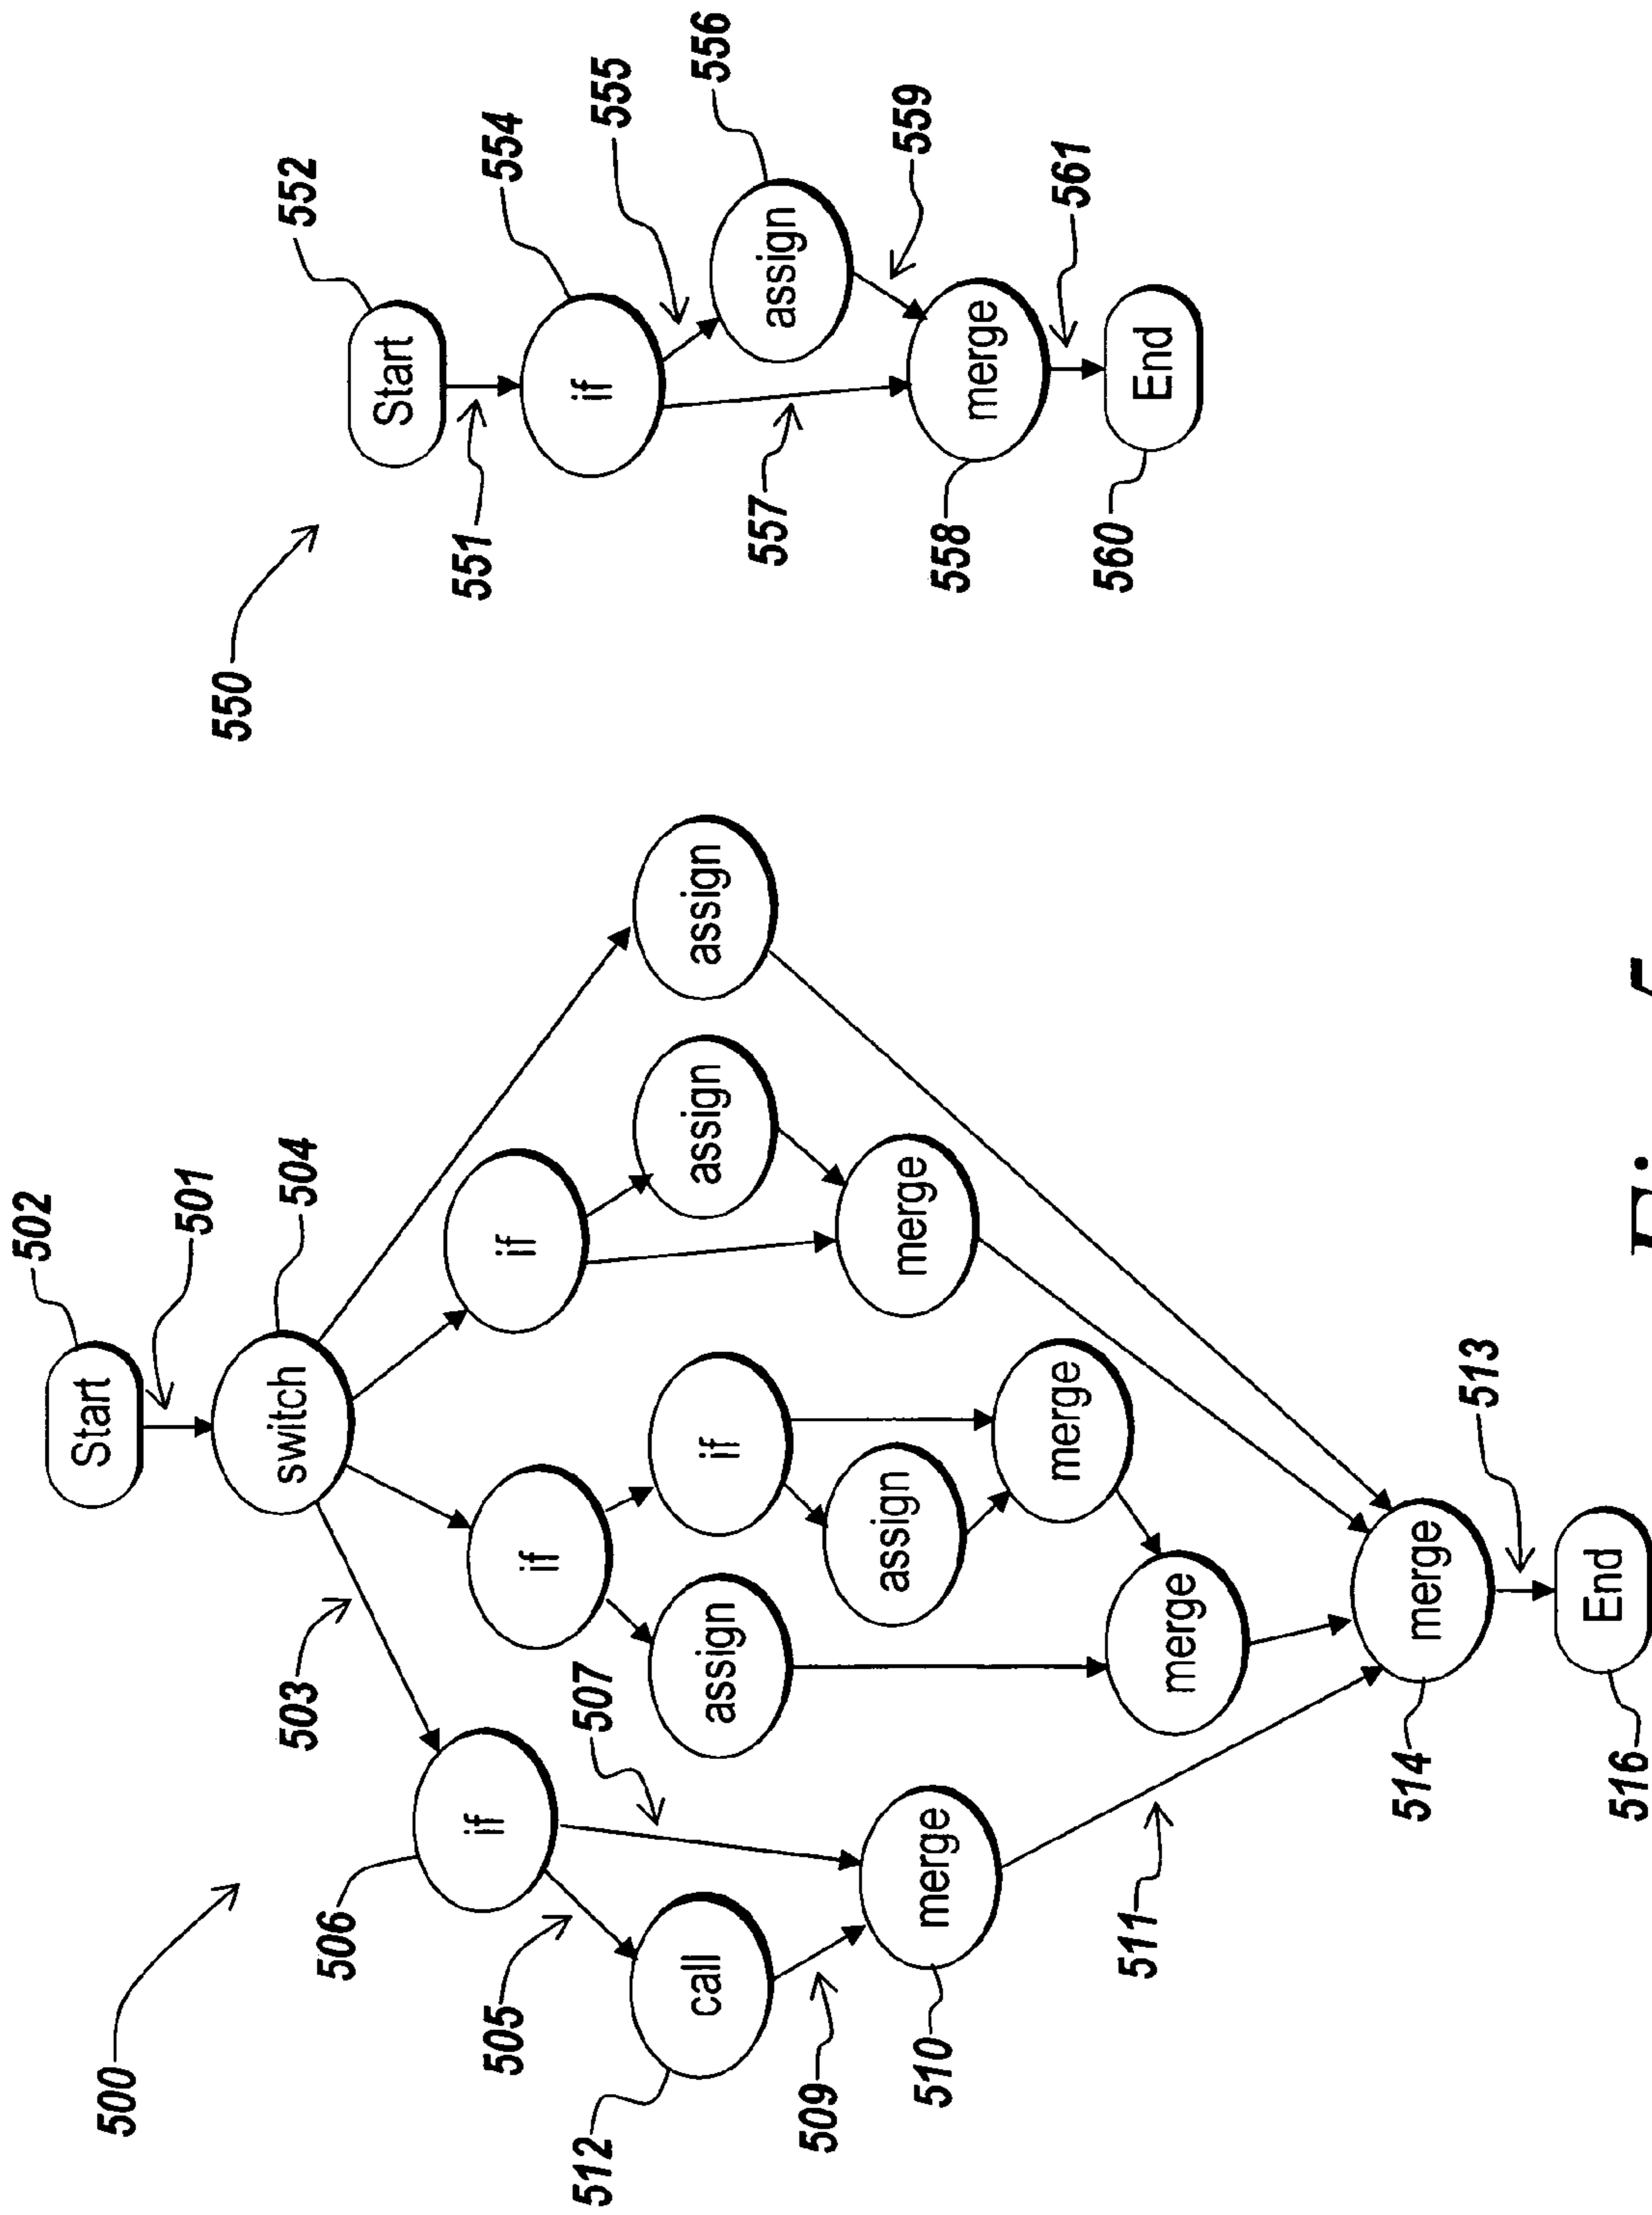 500
502
Start
501
504
switch
503
506
if
if
if
505
512
call
507
assign
if
assign
assign
509
510
merge
assign
merge
merge
merge
511
514
merge
513
516
End
550
552
Start
551
554
if
555
556
assign
557
559
558
merge
561
560
End